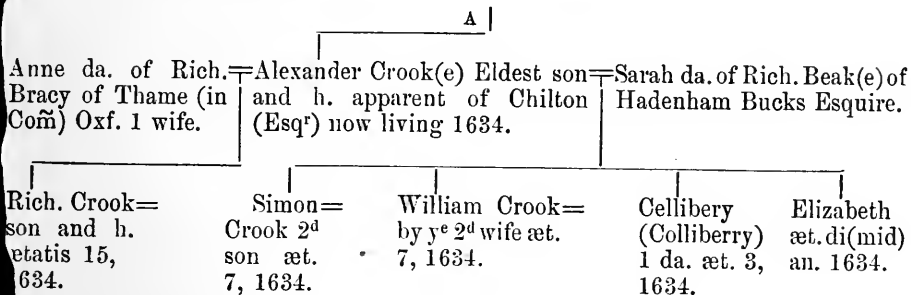 A
Anne da. of Rich.
Bracy of Thame (in
Com̃) Oxf. 1 wife.
Alexander Crook(e) Eldest son
and h. apparent of Chilton
(Esqʳ) now living 1634.
Sarah da. of Rich. Beak(e) of
Hadenham Bucks Esquire.
Rich. Crook=
son and h.
etatis 15,
634.
Simon=
Crook 2ᵈ
son æt.
7, 1634.
William Crook=
by yᵉ 2ᵈ wife æt.
7, 1634.
Cellibery
(Colliberry)
1 da. æt. 3,
1634.
Elizabeth
æt. di(mid)
an. 1634.